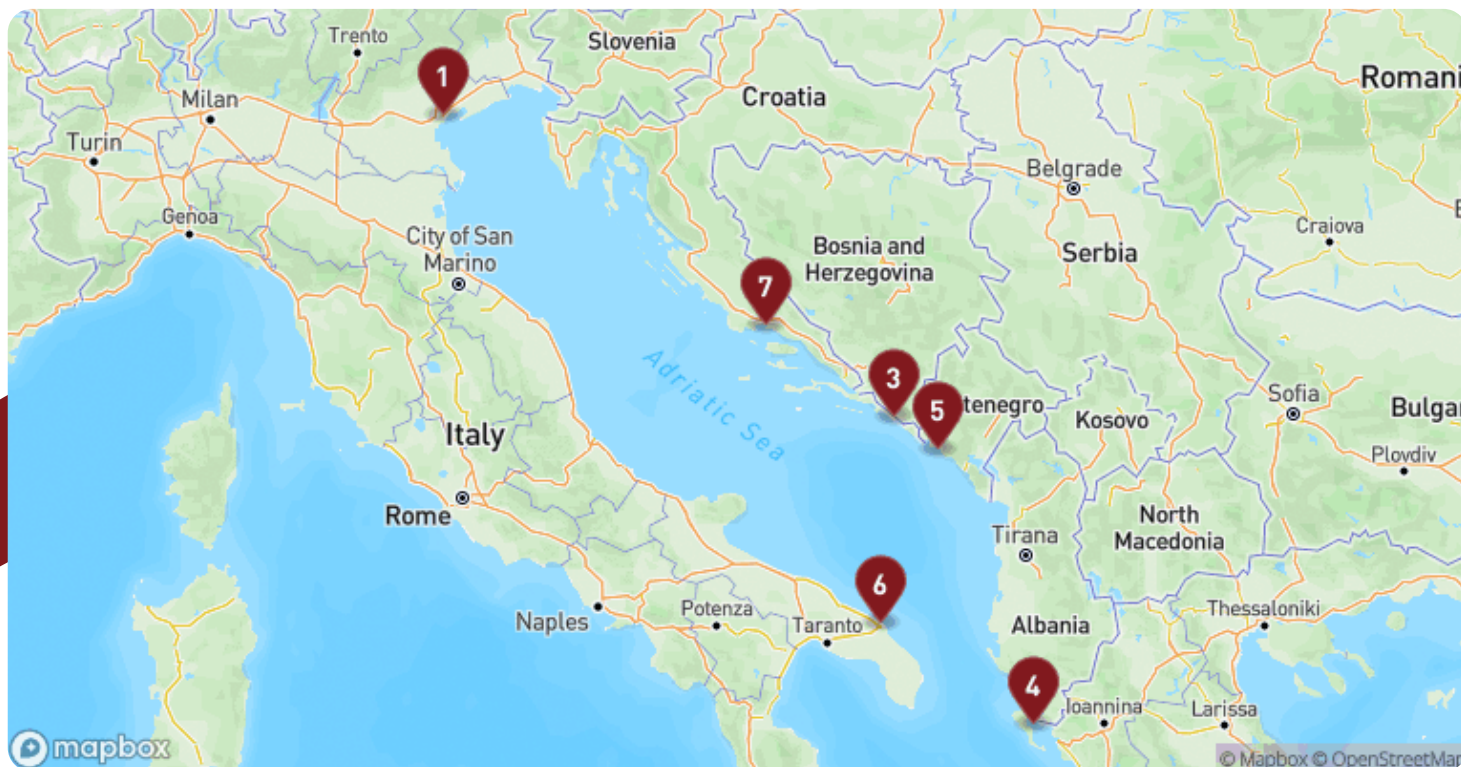 Trento
Slovenia
Romani
1
Milan
Croatia
Turin
Belgrade
Genoa
City of San
Marino
Bosnia and
Herzegovina
Serbia
Craiova
7
Adriatic Sea
3
5
tenegro
Kosovo
Sofia
Bulga
Italy
Plovdiv
Rome
North
Macedonia
Tirana
6
Naples
Potenza
Taranto
Albania
Thessaloniki
4
Ioannina
Larissa
mapbox
© Mapbox © OpenStreetMap